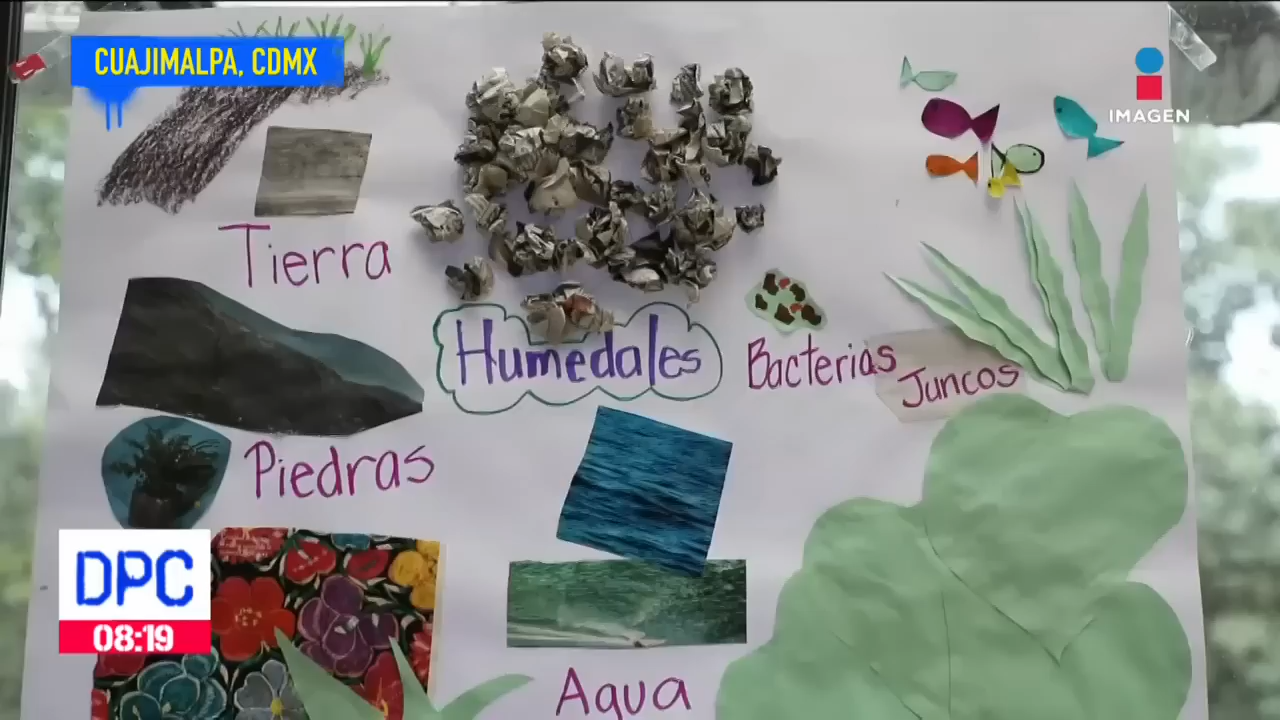 CUAJIMALPA, CDMX
IMAGEN
Tierra
Humedales
Bacterias
Juncos
Piedras
DPC
08:19
Agua